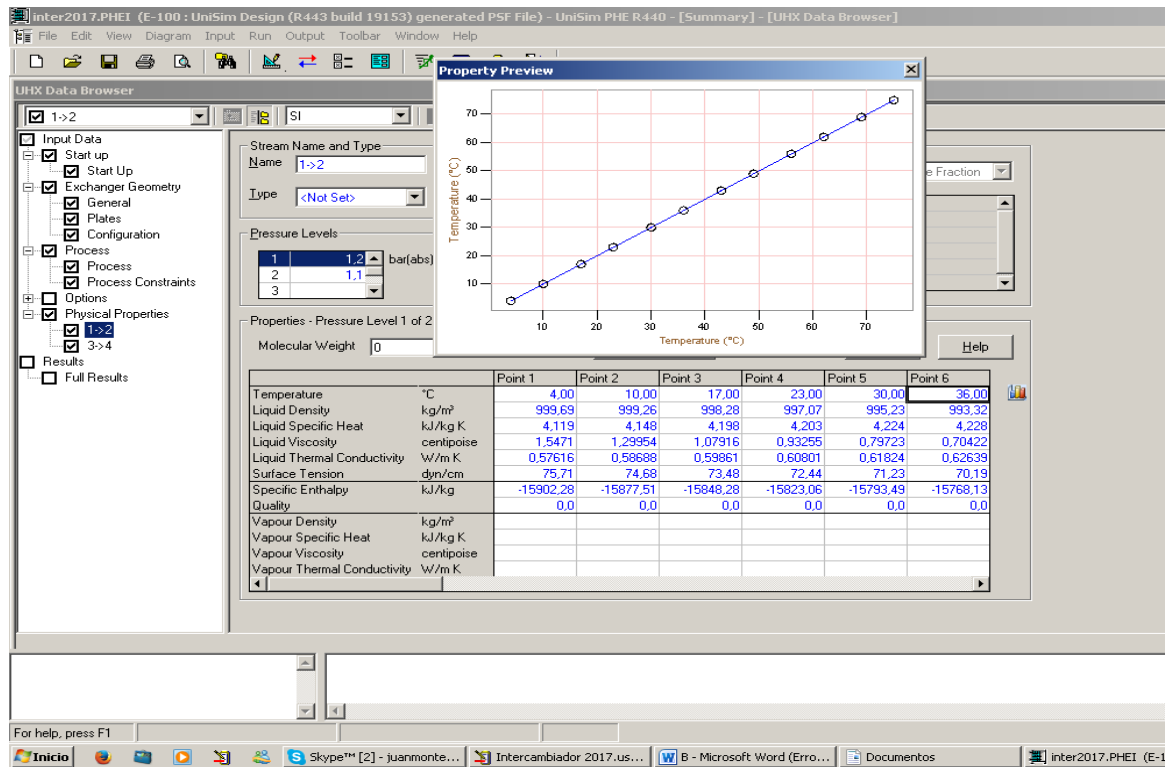 inter2017.PHEI (E-100 : UniSim Design (R443 build 19153) generated PSF File) - UniSim PHE R440 - [Summary] - [UHX Data Browser]
File Edit View Diagram Input Run Output Toolbar Window Help
UHX Data Browser
1->2 SI
Input Data
Start up
Start Up
Exchanger Geometry
General
Plates
Configuration
Process
Process
Process Constraints
Options
Physical Properties
1->2
3->4
Results
Full Results
Stream Name and Type
Name 1->2
Type <Not Set>
Fraction
Pressure Levels
1 1,2 bar(abs)
2 1,1
3
Property Preview
Temperature (°C)
70
60
50
40
30
20
10
10 20 30 40 50 60 70
Temperature (°C)
Properties - Pressure Level 1 of 2
Molecular Weight 0
Help
Point 1 Point 2 Point 3 Point 4 Point 5 Point 6
Temperature °C 4,00 10,00 17,00 23,00 30,00 36,00
Liquid Density kg/m³ 999,69 999,26 998,28 997,07 995,23 993,32
Liquid Specific Heat kJ/kg K 4,119 4,148 4,198 4,203 4,224 4,228
Liquid Viscosity centipoise 1,5471 1,29954 1,07916 0,93255 0,79723 0,70422
Liquid Thermal Conductivity W/m K 0,57616 0,58688 0,59861 0,60801 0,61824 0,62639
Surface Tension dyn/cm 75,71 74,68 73,48 72,44 71,23 70,19
Specific Enthalpy kJ/kg -15902,28 -15877,51 -15848,28 -15823,06 -15793,49 -15768,13
Quality 0,0 0,0 0,0 0,0 0,0 0,0
Vapour Density kg/m³
Vapour Specific Heat kJ/kg K
Vapour Viscosity centipoise
Vapour Thermal Conductivity W/m K
For help, press F1
Inicio Skype™ [2] - juanmonte... Intercambiador 2017.us... B - Microsoft Word (Erro... Documentos inter2017.PHEI (E-1